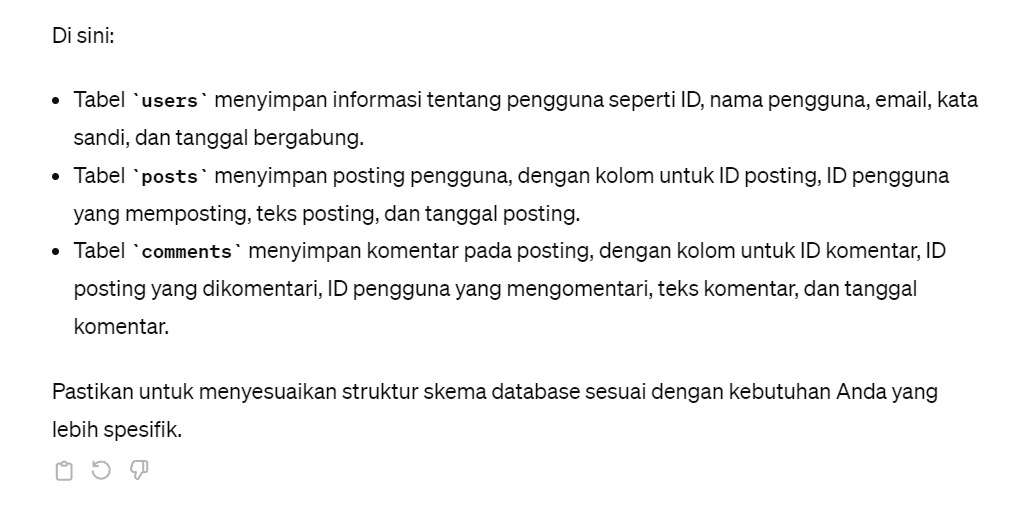 Di sini:
• Tabel `users` menyimpan informasi tentang pengguna seperti ID, nama pengguna, email, kata
sandi, dan tanggal bergabung.
• Tabel `posts` menyimpan posting pengguna, dengan kolom untuk ID posting, ID pengguna
yang memposting, teks posting, dan tanggal posting.
• Tabel `comments` menyimpan komentar pada posting, dengan kolom untuk ID komentar, ID
posting yang dikomentari, ID pengguna yang mengomentari, teks komentar, dan tanggal
komentar.
Pastikan untuk menyesuaikan struktur skema database sesuai dengan kebutuhan Anda yang
lebih spesifik.